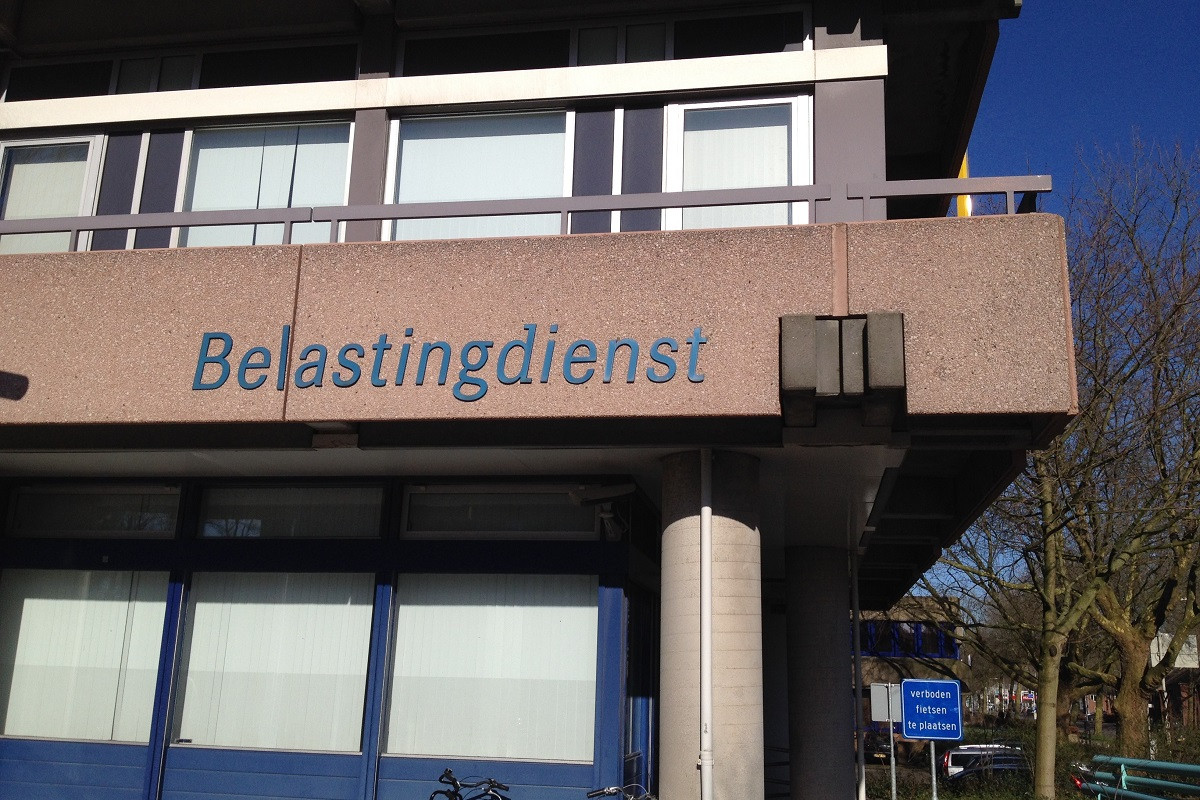 Belastingdienst
verboden
fietsen
te plaatsen